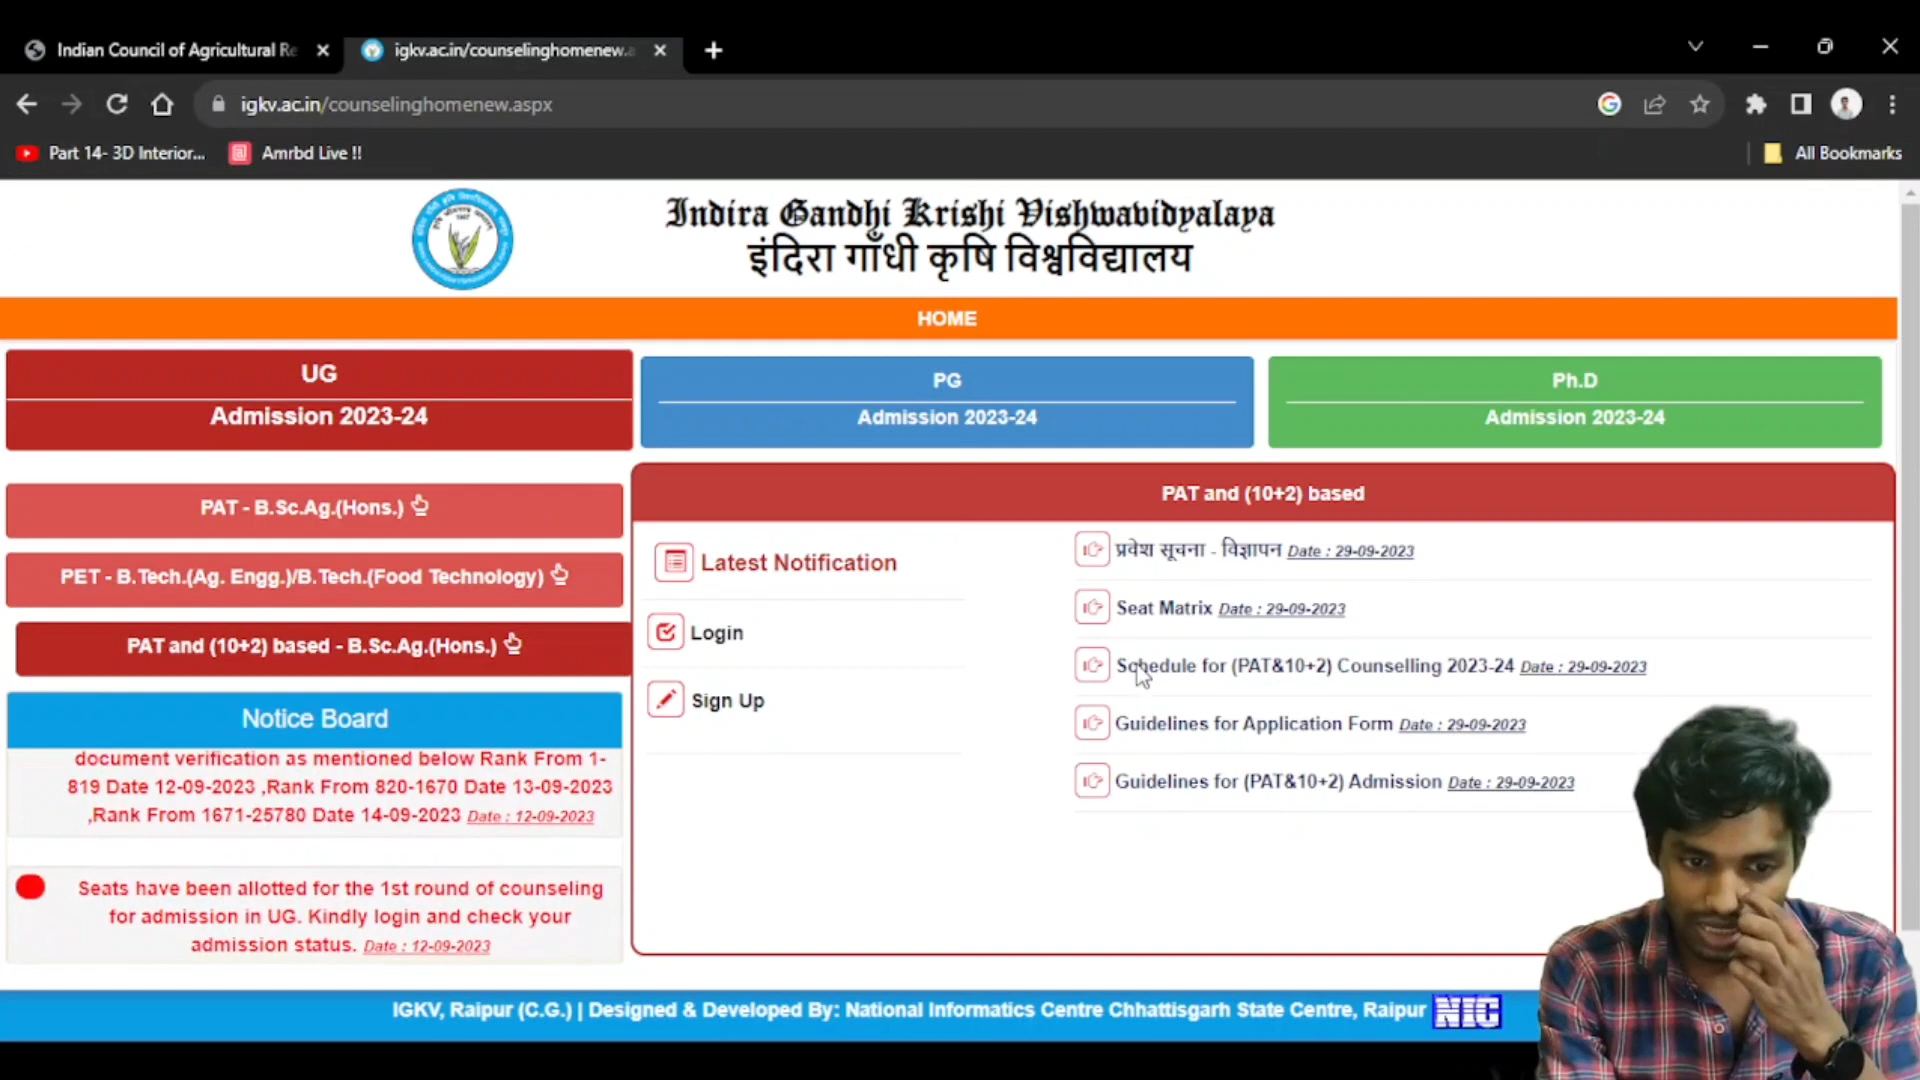 Indian Council of Agricultural Re
igkv.ac.in/counselinghomenew.a
igkv.ac.in/counselinghomenew.aspx
Part 14- 3D Interior...
Amrbd Live !!
All Bookmarks
Indira Gandhi Krishi Vishwavidyalaya
इंदिरा गाँधी कृषि विश्वविद्यालय
HOME
UG
Admission 2023-24
PG
Admission 2023-24
Ph.D
Admission 2023-24
PAT - B.Sc.Ag.(Hons.)
PET - B.Tech.(Ag. Engg.)/B.Tech.(Food Technology)
PAT and (10+2) based - B.Sc.Ag.(Hons.)
Notice Board
document verification as mentioned below Rank From 1-
819 Date 12-09-2023 ,Rank From 820-1670 Date 13-09-2023
,Rank From 1671-25780 Date 14-09-2023 Date : 12-09-2023
Seats have been allotted for the 1st round of counseling
for admission in UG. Kindly login and check your
admission status. Date : 12-09-2023
PAT and (10+2) based
Latest Notification
Login
Sign Up
प्रवेश सूचना - विज्ञापन Date : 29-09-2023
Seat Matrix Date : 29-09-2023
Schedule for (PAT&10+2) Counselling 2023-24 Date : 29-09-2023
Guidelines for Application Form Date : 29-09-2023
Guidelines for (PAT&10+2) Admission Date : 29-09-2023
IGKV, Raipur (C.G.) | Designed & Developed By: National Informatics Centre Chhattisgarh State Centre, Raipur NIC